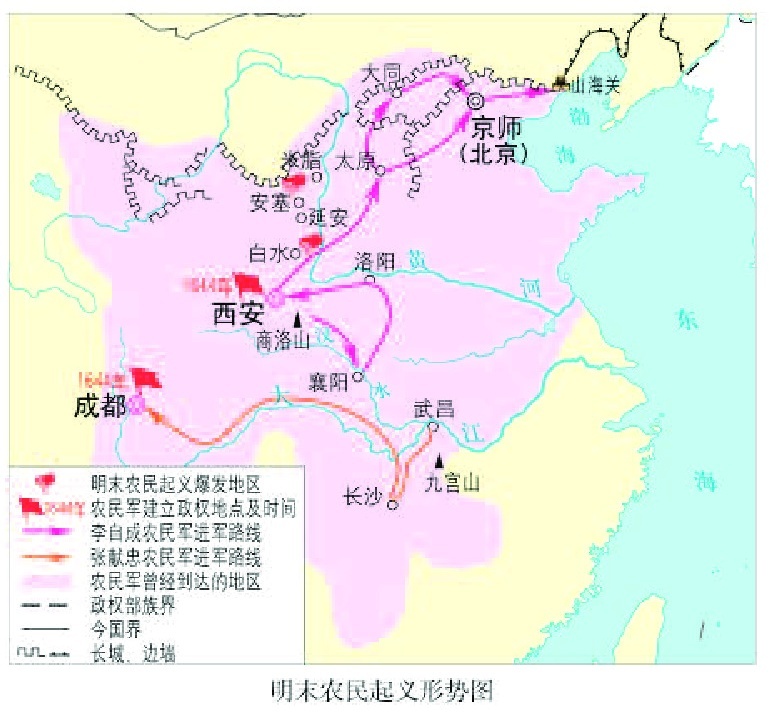 大同
山海关
京师
(北京)
渤
海
米脂
太原
安塞
延安
白水
洛阳
黄
河
1644年
西安
商洛山
汉
水
东
海
襄阳
1644年
成都
大
江
武昌
九宫山
长沙
明末农民起义爆发地区
1644年 农民军建立政权地点及时间
李自成农民军进军路线
张献忠农民军进军路线
农民军曾经到达的地区
政权部族界
今国界
长城、边墙
明末农民起义形势图